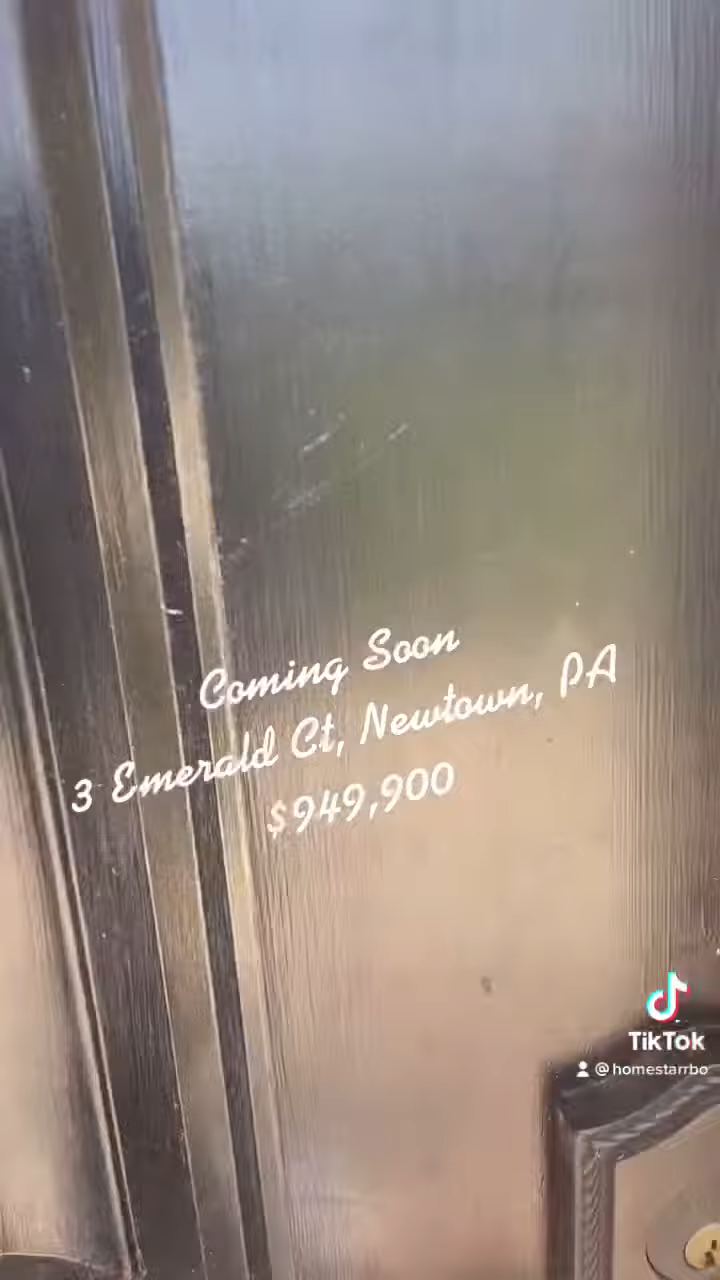 Coming Soon
3 Emerald Ct, Newtown, PA
$949,900
TikTok
@homestarrbo